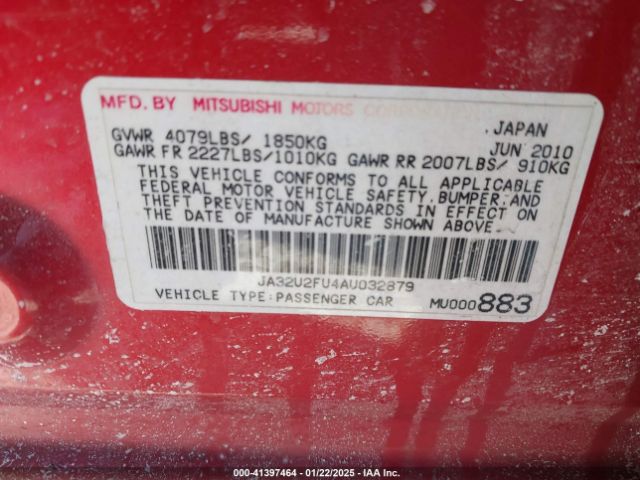 MFD. BY MITSUBISHI MOTORS CORPORATION
JAPAN
GVWR 4079LBS/ 1850KG JUN 2010
GAWR FR 2227LBS/1010KG GAWR RR 2007LBS/ 910KG
THIS VEHICLE CONFORMS TO ALL APPLICABLE
FEDERAL MOTOR VEHICLE SAFETY, BUMPER, AND
THEFT PREVENTION STANDARDS IN EFFECT ON
THE DATE OF MANUFACTURE SHOWN ABOVE.
JA32U2FU4AU032879
VEHICLE TYPE:PASSENGER CAR MU000883
#41397464 - 01/22/2025 - IAA Inc.